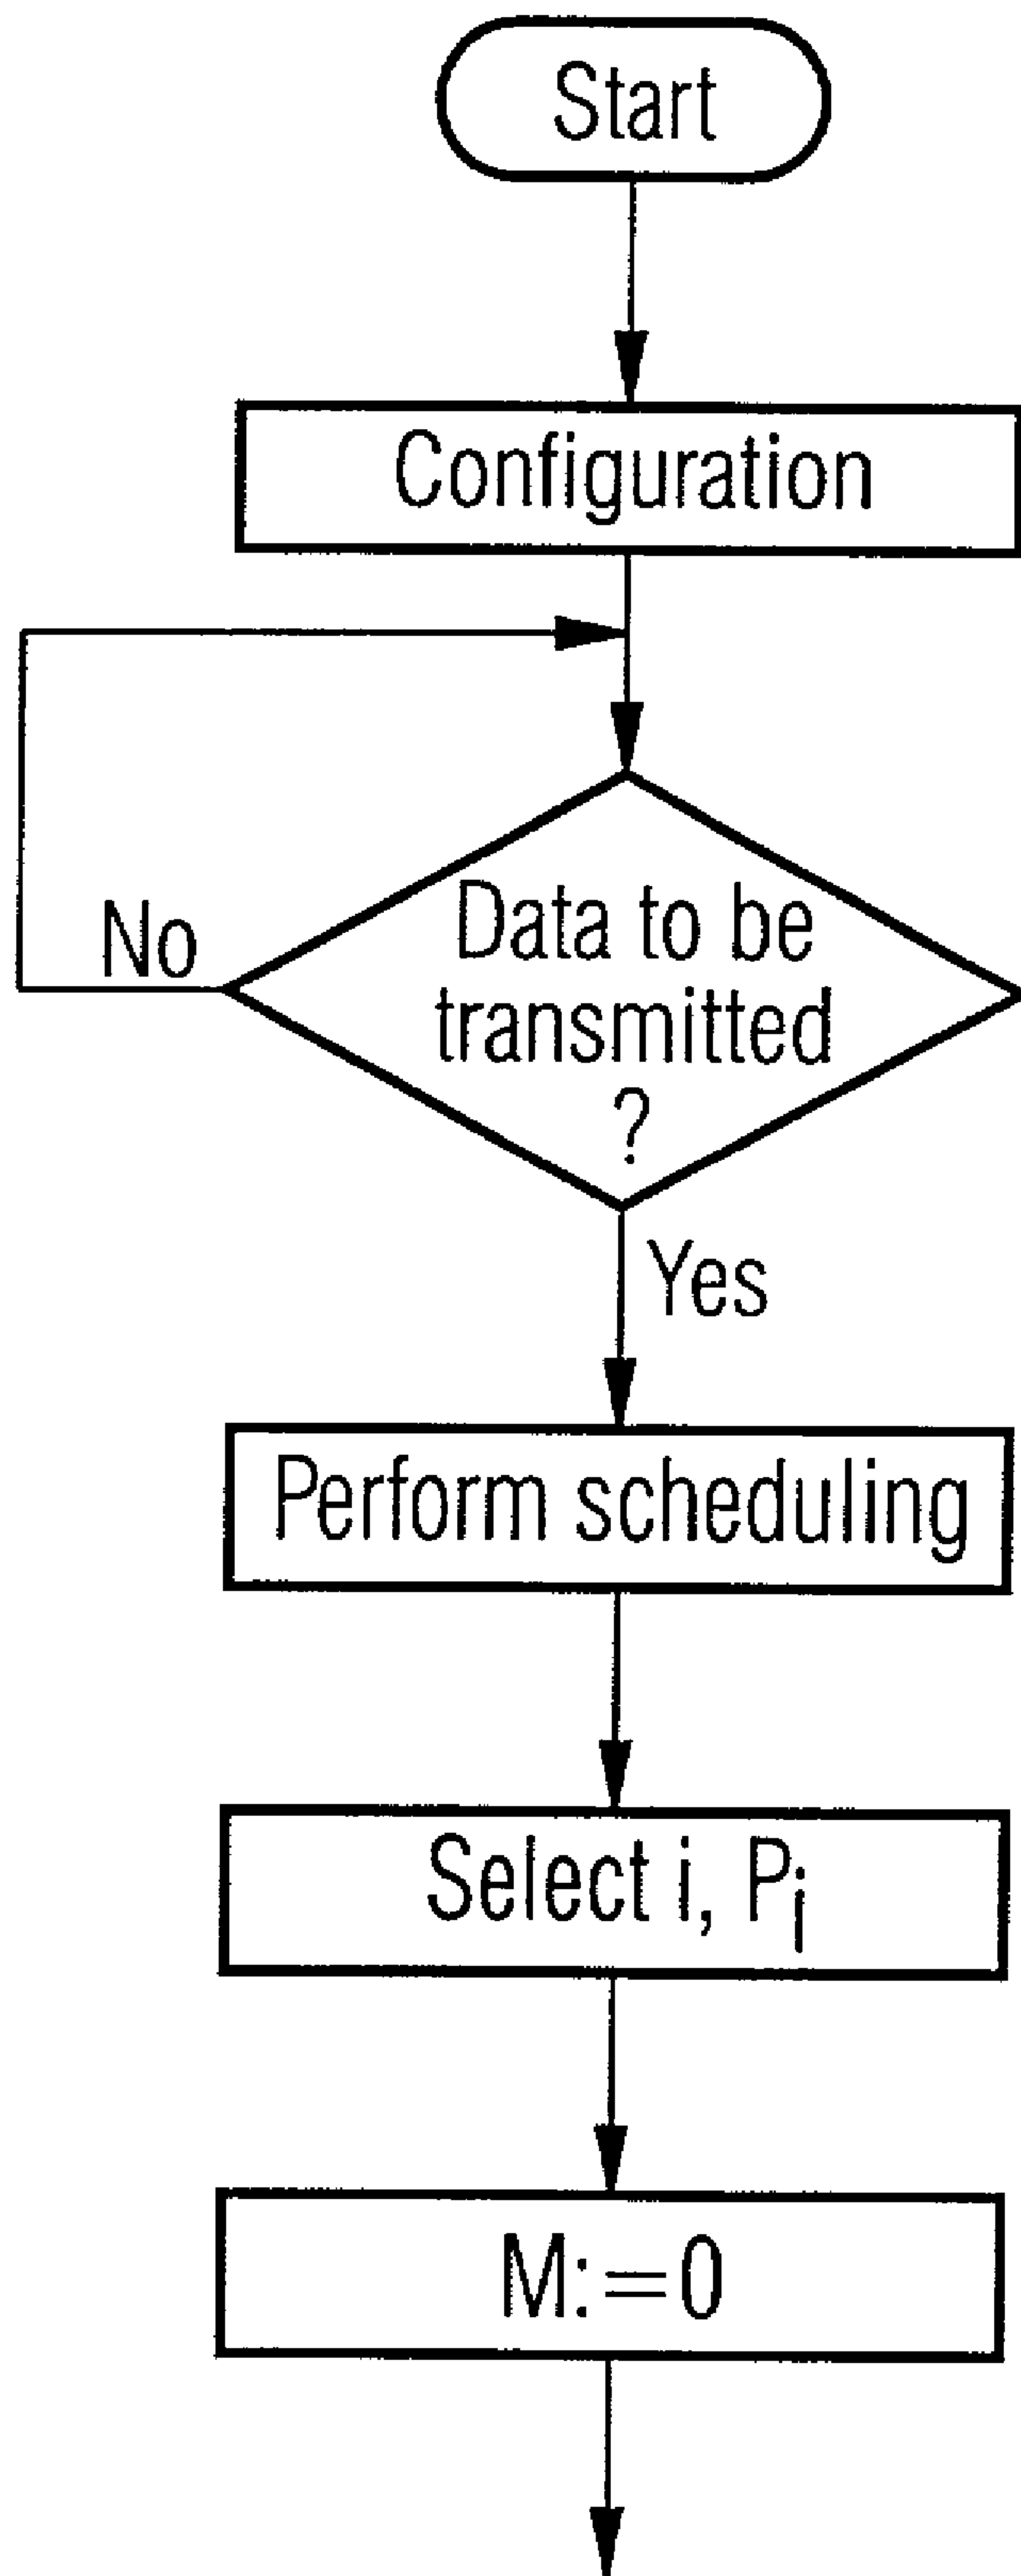 Start
Configuration
Data to be
transmitted
?
No
Yes
Perform scheduling
Select i, Pi
M:=0